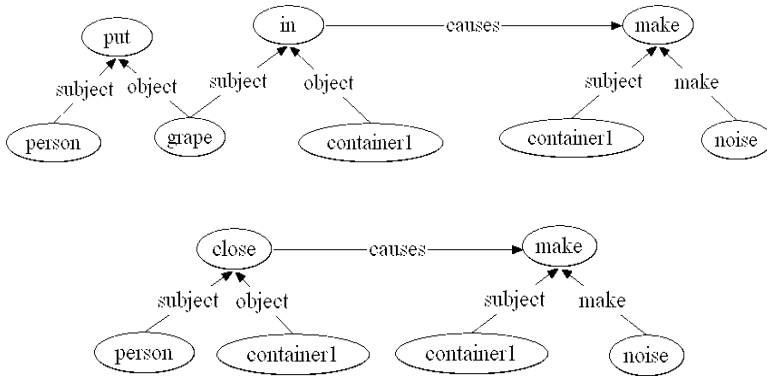 in causes make
put
subject object subject object subject make
person grape container1 container1 noise
close causes make
subject object subject make
person container1 container1 noise